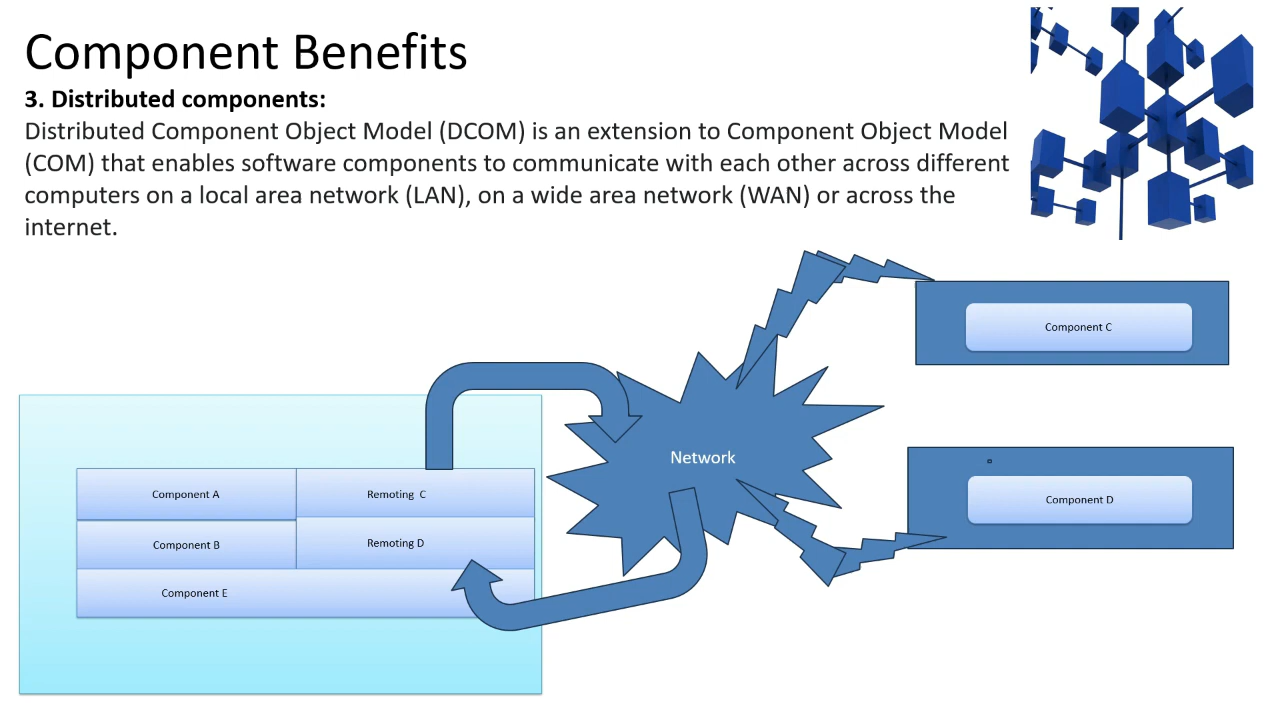 Component Benefits
3. Distributed components:
Distributed Component Object Model (DCOM) is an extension to Component Object Model
(COM) that enables software components to communicate with each other across different
computers on a local area network (LAN), on a wide area network (WAN) or across the
internet.
Component C
Network
Component A
Remoting C
Component D
Component B
Remoting D
Component E